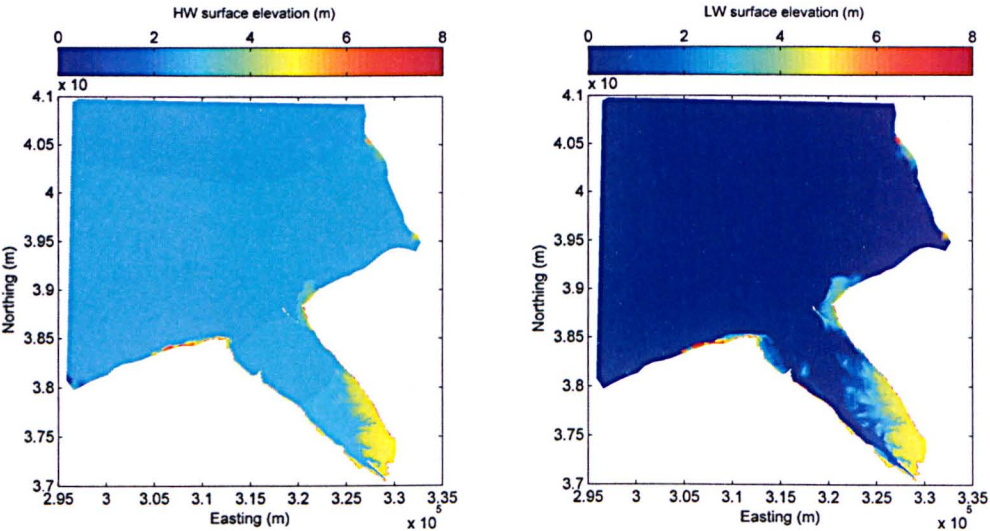 HW surface elevation (m)
0 2 4 6 8
x 10
4.1
4.05
4
3.95
3.9
3.85
3.8
3.75
3.7
Northing (m)
2.95 3 3.05 3.1 3.15 3.2 3.25 3.3 3.35
Easting (m)
x 10
5
LW surface elevation (m)
0 2 4 6 8
x 10
4.1
4.05
4
3.95
3.9
3.85
3.8
3.75
3.7
Northing (m)
2.95 3 3.05 3.1 3.15 3.2 3.25 3.3 3.35
Easting (m)
x 10
5